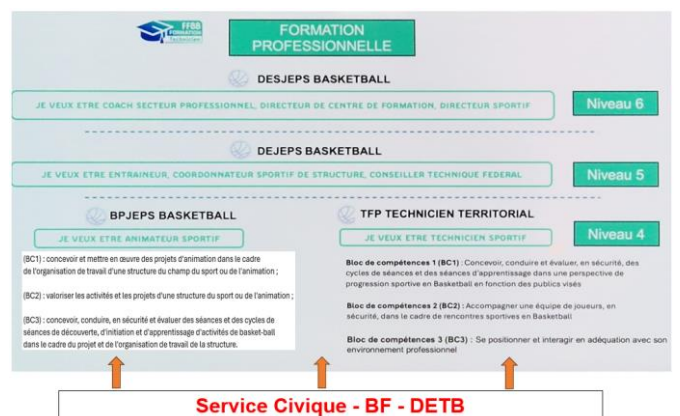 FFBB
FORMATION
Technicien
FORMATION
PROFESSIONNELLE
DESJEPS BASKETBALL
JE VEUX ETRE COACH SECTEUR PROFESSIONNEL, DIRECTEUR DE CENTRE DE FORMATION, DIRECTEUR SPORTIF
Niveau 6
DEJEPS BASKETBALL
JE VEUX ETRE ENTRAINEUR, COORDONNATEUR SPORTIF DE STRUCTURE, CONSEILLER TECHNIQUE FEDERAL
Niveau 5
BPJEPS BASKETBALL
JE VEUX ETRE ANIMATEUR SPORTIF
(BC1) : concevoir et mettre en œuvre des projets d'animation dans le cadre
de l'organisation de travail d'une structure du champ du sport ou de l'animation ;
(BC2) : valoriser les activités et les projets d'une structure du sport ou de l'animation ;
(BC3) : concevoir, conduire, en sécurité et évaluer des séances et des cycles de
séances de découverte, d'initiation et d'apprentissage d'activités de basket-ball
dans le cadre du projet et de l'organisation de travail de la structure.
TFP TECHNICIEN TERRITORIAL
JE VEUX ETRE TECHNICIEN SPORTIF
Niveau 4
Bloc de compétences 1 (BC1) : Concevoir, conduire et évaluer, en sécurité, des
cycles de séances et des séances d'apprentissage dans une perspective de
progression sportive en Basketball en fonction des publics visés
Bloc de compétences 2 (BC2) : Accompagner une équipe de joueurs, en
sécurité, dans le cadre de rencontres sportives en Basketball
Bloc de compétences 3 (BC3) : Se positionner et interagir en adéquation avec son
environnement professionnel
Service Civique - BF - DETB